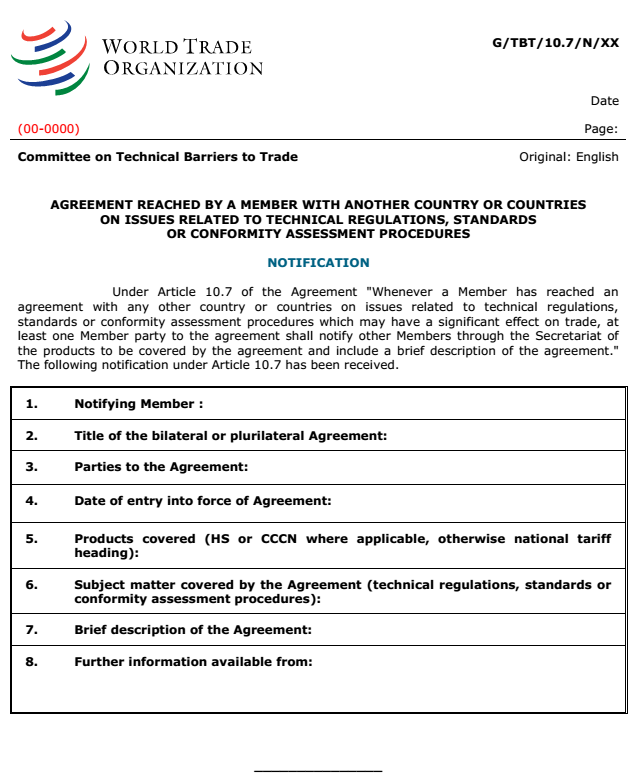 WORLD TRADE
ORGANIZATION
G/TBT/10.7/N/XX
Date
(00-0000)
Page:
Committee on Technical Barriers to Trade
Original: English
AGREEMENT REACHED BY A MEMBER WITH ANOTHER COUNTRY OR COUNTRIES
ON ISSUES RELATED TO TECHNICAL REGULATIONS, STANDARDS
OR CONFORMITY ASSESSMENT PROCEDURES
NOTIFICATION
Under Article 10.7 of the Agreement "Whenever a Member has reached an
agreement with any other country or countries on issues related to technical regulations,
standards or conformity assessment procedures which may have a significant effect on trade, at
least one Member party to the agreement shall notify other Members through the Secretariat of
the products to be covered by the agreement and include a brief description of the agreement."
The following notification under Article 10.7 has been received.
1. Notifying Member :
2. Title of the bilateral or plurilateral Agreement:
3. Parties to the Agreement:
4. Date of entry into force of Agreement:
5. Products covered (HS or CCCN where applicable, otherwise national tariff
heading):
6. Subject matter covered by the Agreement (technical regulations, standards or
conformity assessment procedures):
7. Brief description of the Agreement:
8. Further information available from: